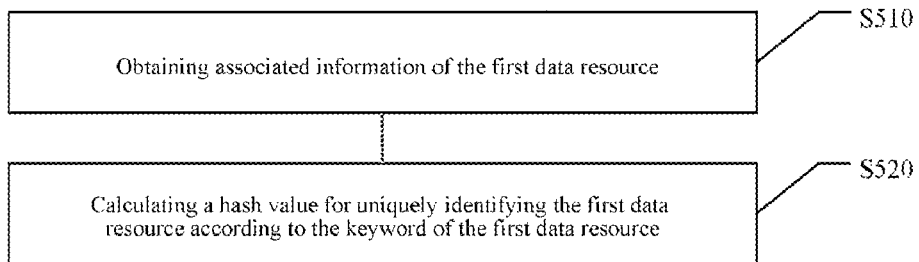 S510
Obtaining associated information of the first data resource
S520
Calculating a hash value for uniquely identifying the first data
resource according to the keyword of the first data resource